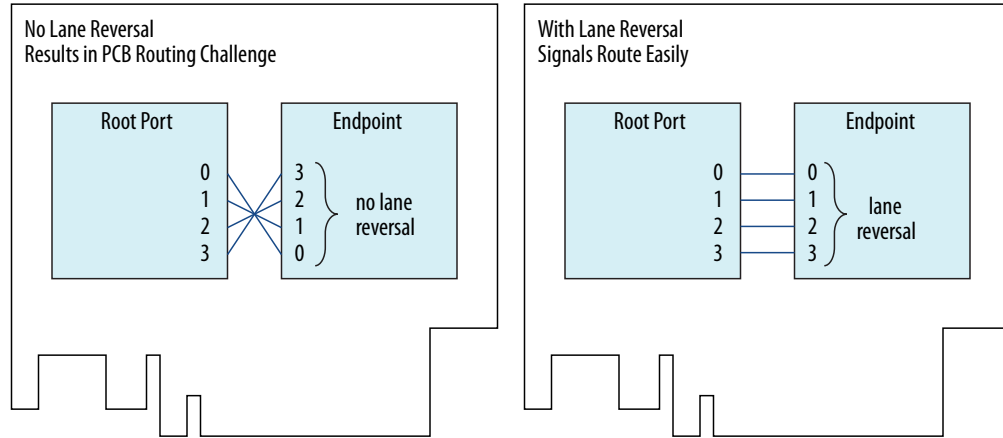 No Lane Reversal
Results in PCB Routing Challenge
Root Port
Endpoint
0
1
2
3
3
2
1
0
no lane
reversal
With Lane Reversal
Signals Route Easily
Root Port
Endpoint
0
1
2
3
0
1
2
3
lane
reversal